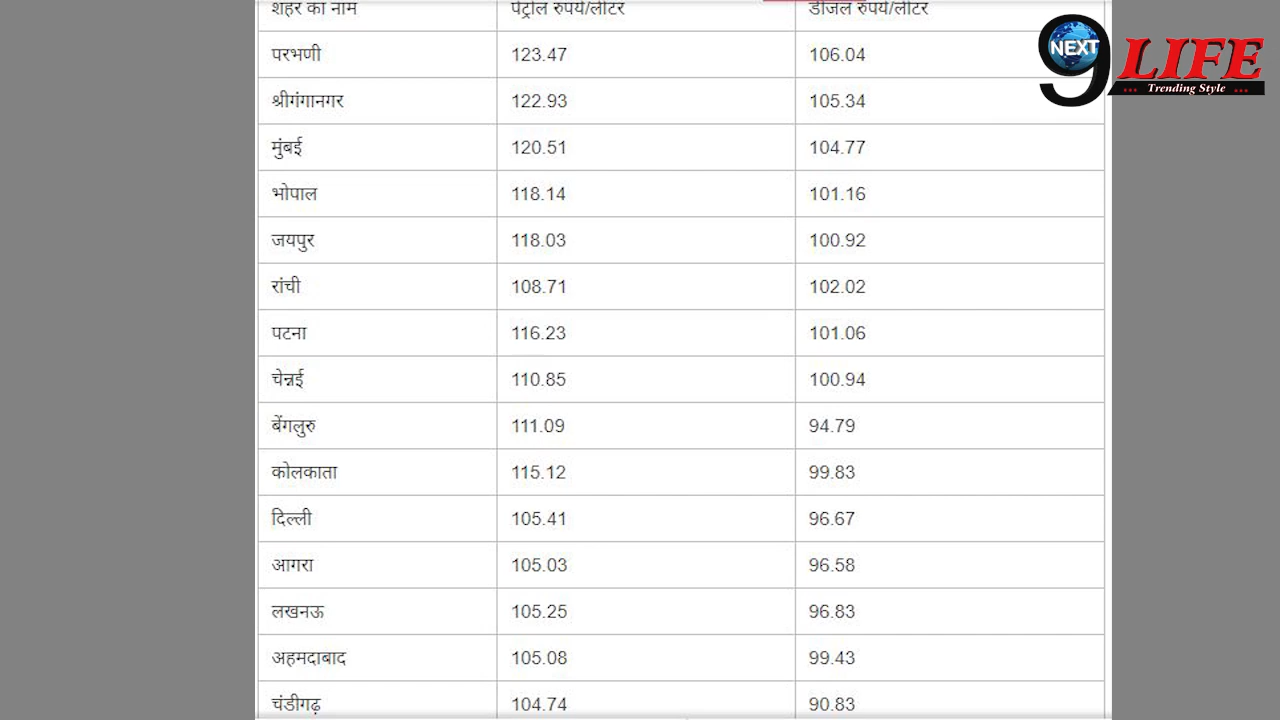 शहर का नाम पेट्रोल रुपये/लीटर डीजल रुपये/लीटर
परभणी 123.47 106.04
श्रीगंगानगर 122.93 105.34
मुंबई 120.51 104.77
भोपाल 118.14 101.16
जयपुर 118.03 100.92
रांची 108.71 102.02
पटना 116.23 101.06
चेन्नई 110.85 100.94
बेंगलुरु 111.09 94.79
कोलकाता 115.12 99.83
दिल्ली 105.41 96.67
आगरा 105.03 96.58
लखनऊ 105.25 96.83
अहमदाबाद 105.08 99.43
चंडीगढ़ 104.74 90.83
NEXT 9 LIFE
... Trending Style ...